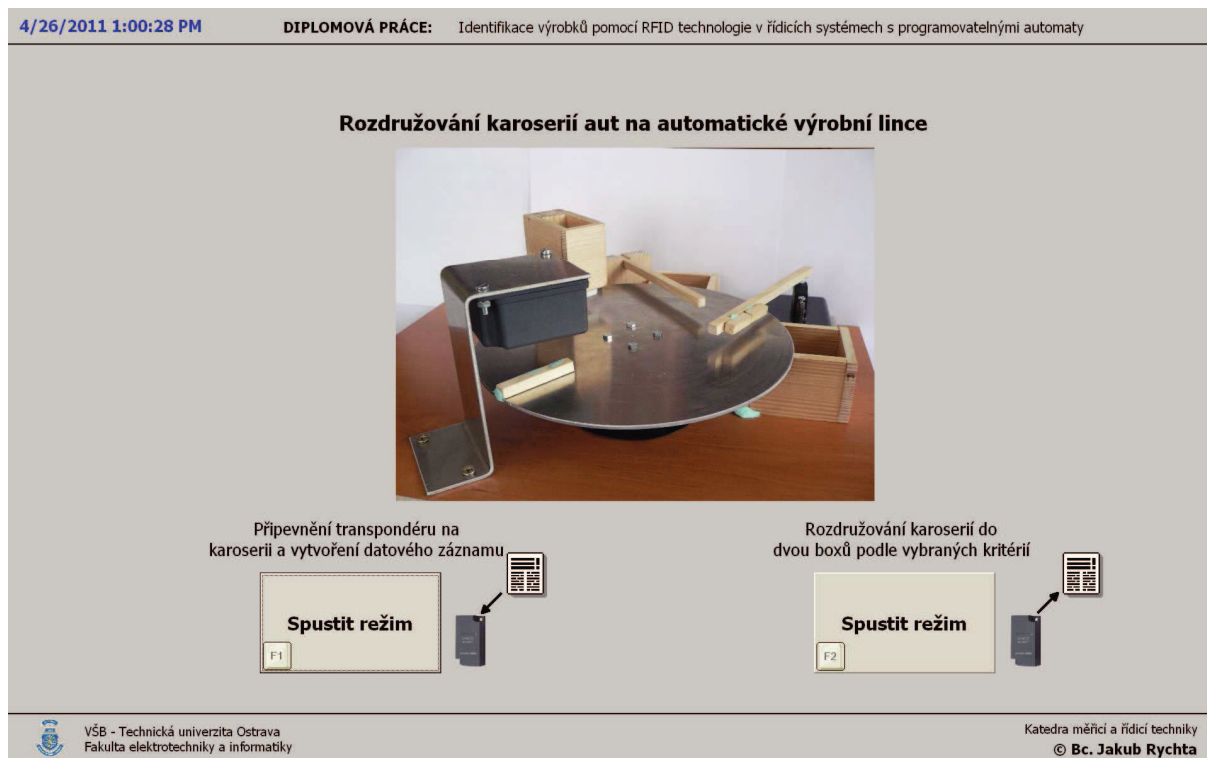 4/26/2011 1:00:28 PM DIPLOMOVÁ PRÁCE: Identifikace výrobků pomocí RFID technologie v řídicích systémech s programovatelnými automaty
Rozdružování karoserií aut na automatické výrobní lince
Připevnění transpondéru na
karoserii a vytvoření datového záznamu
Spustit režim
F1
Rozdružování karoserií do
dvou boxů podle vybraných kritérií
Spustit režim
F2
VŠB - Technická univerzita Ostrava
Fakulta elektrotechniky a informatiky
Katedra měřicí a řídicí techniky
© Bc. Jakub Rychta